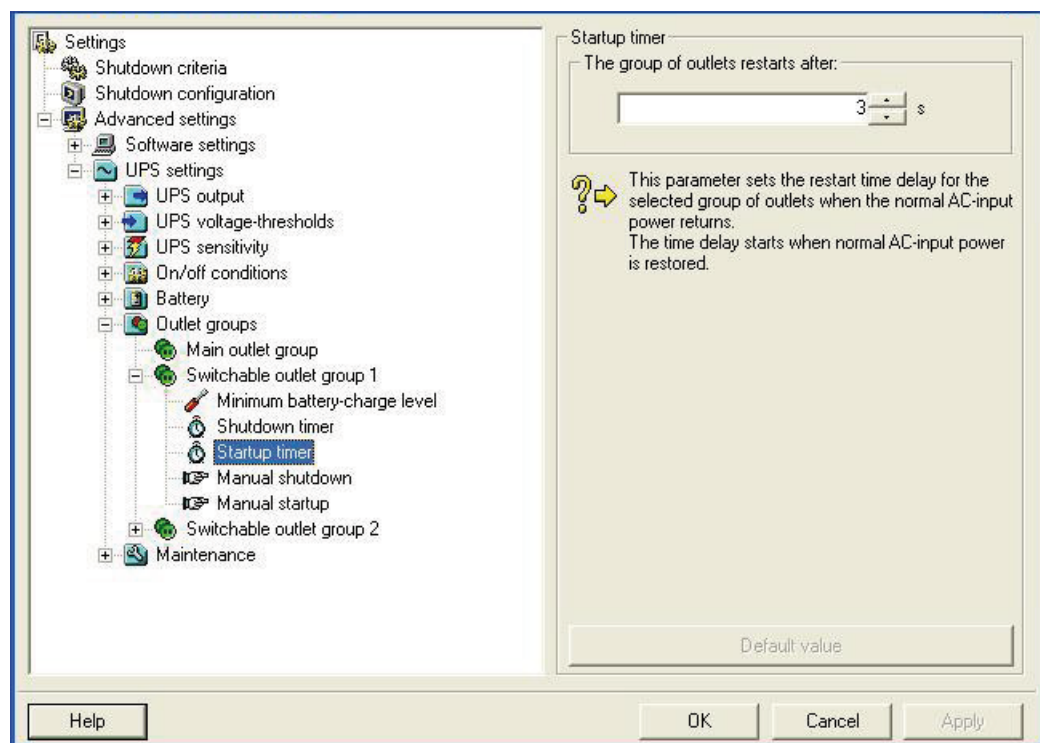 Settings
Shutdown criteria
Shutdown configuration
Advanced settings
Software settings
UPS settings
UPS output
UPS voltage-thresholds
UPS sensitivity
On/off conditions
Battery
Outlet groups
Main outlet group
Switchable outlet group 1
Minimum battery-charge level
Shutdown timer
Startup timer
Manual shutdown
Manual startup
Switchable outlet group 2
Maintenance
Startup timer
The group of outlets restarts after:
3 s
This parameter sets the restart time delay for the
selected group of outlets when the normal AC-input
power returns.
The time delay starts when normal AC-input power
is restored.
Default value
Help
OK
Cancel
Apply